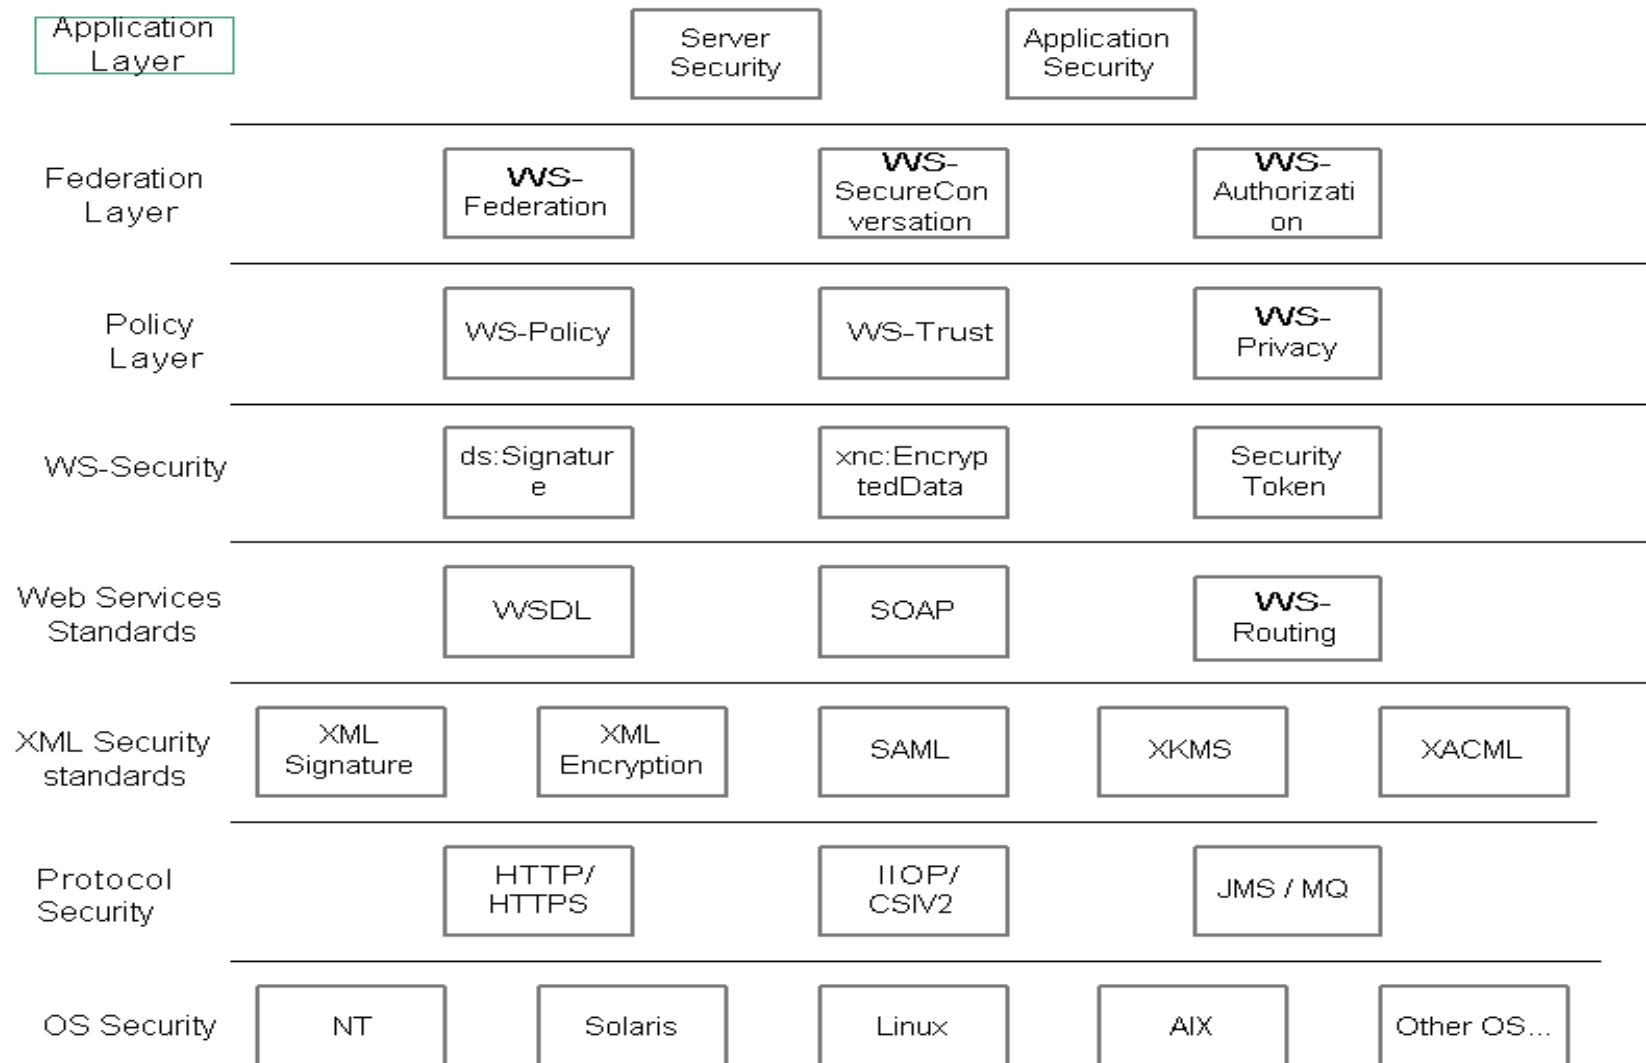 Application
Layer
Server
Security
Application
Security
Federation
Layer
WS-
Federation
WS-
SecureCon
versation
WS-
Authorizati
on
Policy
Layer
WS-Policy
WS-Trust
WS-
Privacy
WS-Security
ds:Signatur
e
xnc:Encryp
tedData
Security
Token
Web Services
Standards
WSDL
SOAP
WS-
Routing
XML Security
standards
XML
Signature
XML
Encryption
SAML
XKMS
XACML
Protocol
Security
HTTP/
HTTPS
IIOP/
CSIV2
JMS / MQ
OS Security
NT
Solaris
Linux
AIX
Other OS...